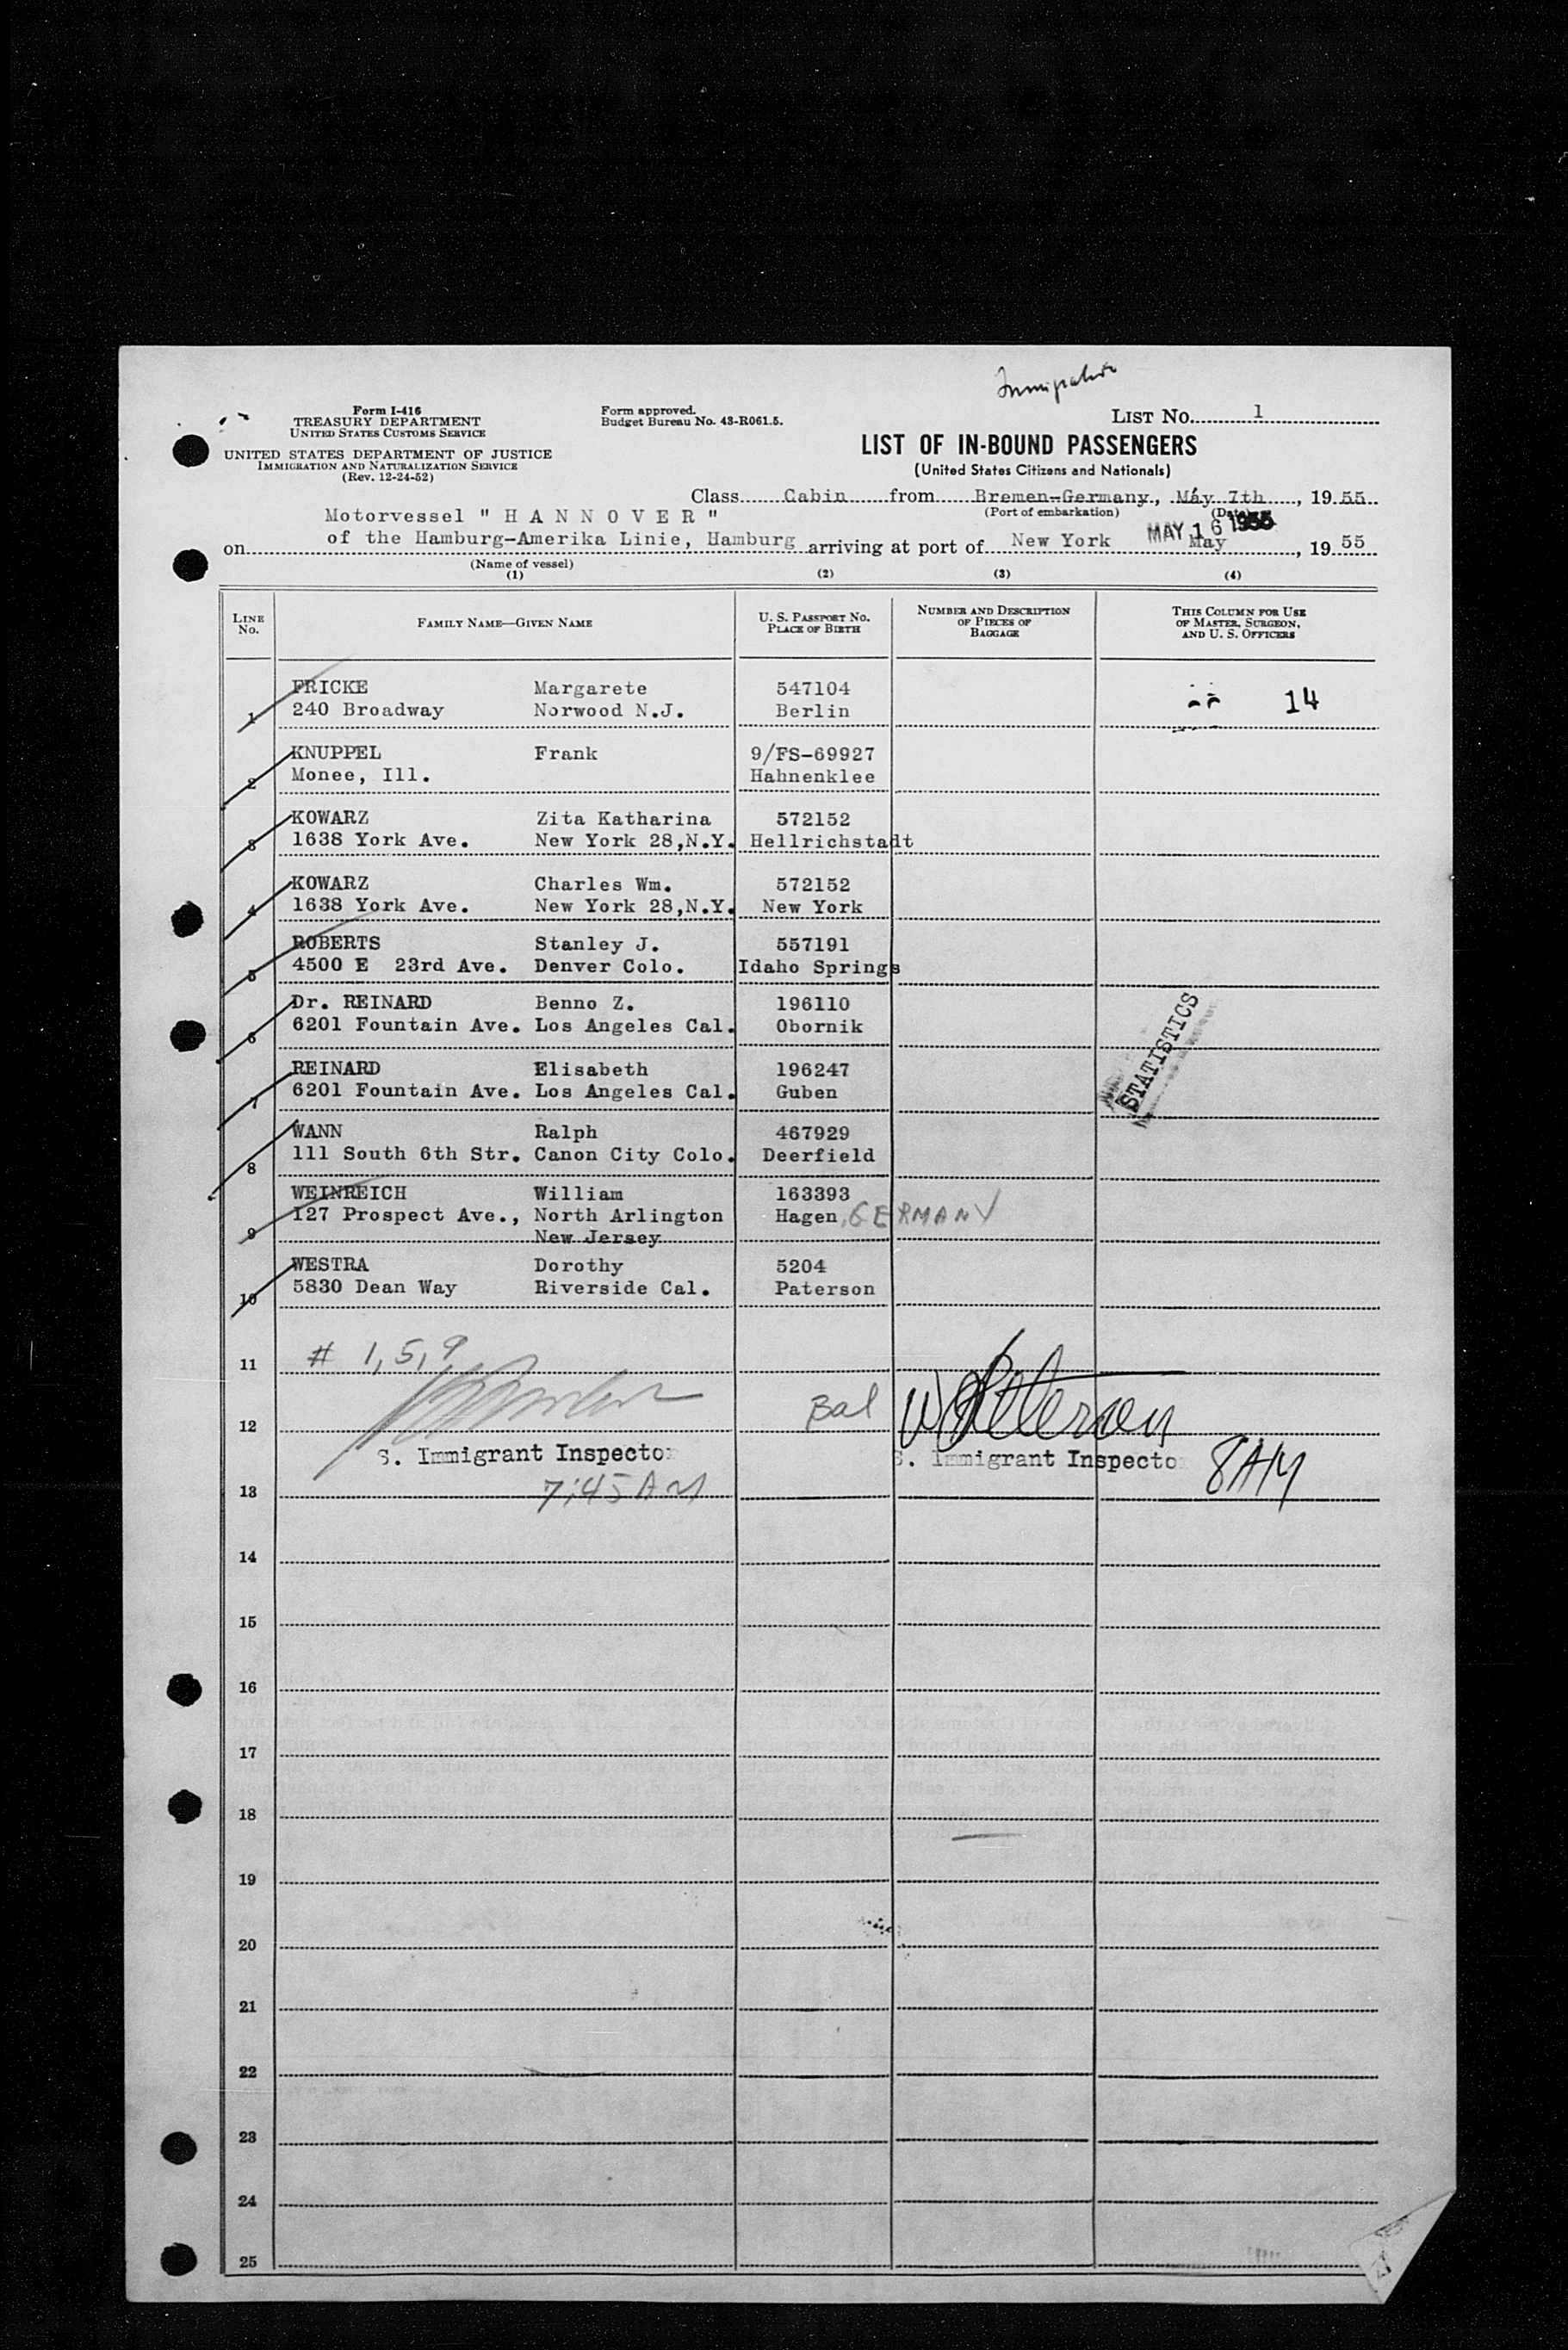 Immigration
Form I-416
TREASURY DEPARTMENT
UNITED STATES CUSTOMS SERVICE
UNITED STATES DEPARTMENT OF JUSTICE
IMMIGRATION AND NATURALIZATION SERVICE
(Rev. 12-24-52)
Form approved.
Budget Bureau No. 43-R061.5.
LIST NO. 1
LIST OF IN-BOUND PASSENGERS
(United States Citizens and Nationals)
Class Cabin from Bremen-Germany, May 7th, 19 55
(Port of embarkation) (Date)
Motorvessel " H A N N O V E R "
MAY 16 1955
on of the Hamburg-Amerika Linie, Hamburg arriving at port of New York May, 19 55
(Name of vessel)
(1) (2) (3) (4)
LINE No. FAMILY NAME—GIVEN NAME U. S. PASSPORT NO. PLACE OF BIRTH NUMBER AND DESCRIPTION OF PIECES OF BAGGAGE THIS COLUMN FOR USE OF MASTER, SURGEON, AND U. S. OFFICERS
FRICKE Margarete 547104
1 240 Broadway Norwood N.J. Berlin 14
KNUPPEL Frank 9/FS-69927
2 Monee, Ill. Hahnenklee
KOWARZ Zita Katharina 572152
3 1638 York Ave. New York 28,N.Y. Hellrichstadt
KOWARZ Charles Wm. 572152
4 1638 York Ave. New York 28,N.Y. New York
ROBERTS Stanley J. 557191
5 4500 E 23rd Ave. Denver Colo. Idaho Springs
Dr. REINARD Benno Z. 196110
6 6201 Fountain Ave. Los Angeles Cal. Obornik
STATISTICS
REINARD Elisabeth 196247
7 6201 Fountain Ave. Los Angeles Cal. Guben
WANN Ralph 467929
8 111 South 6th Str. Canon City Colo. Deerfield
WEINREICH William 163393
127 Prospect Ave., North Arlington Hagen, GERMANY
9 New Jersey
WESTRA Dorothy 5204
10 5830 Dean Way Riverside Cal. Paterson
11 # 1, 5, 9
12 Bal W Peterson
S. Immigrant Inspector S. Immigrant Inspector 8 AM
13 7:45 AM
14
15
16
17
18
19
20
21
22
23
24
25